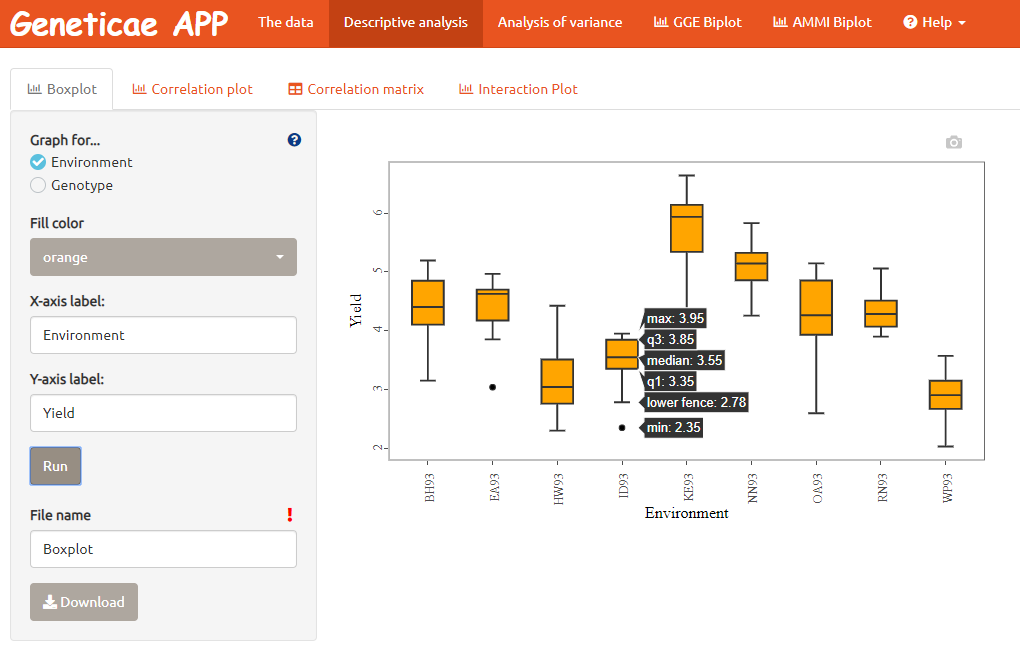 Geneticae APP The data Descriptive analysis Analysis of variance GGE Biplot AMMI Biplot Help
Boxplot Correlation plot Correlation matrix Interaction Plot
Graph for...
Environment
Genotype
Fill color
orange
X-axis label:
Environment
Y-axis label:
Yield
Run
File name
Boxplot
Download
Yield
6
5
4
3
2
max: 3.95
q3: 3.85
median: 3.55
q1: 3.35
lower fence: 2.78
min: 2.35
BH93 EA93 HW93 ID93 KE93 NN93 OA93 RN93 WP93
Environment